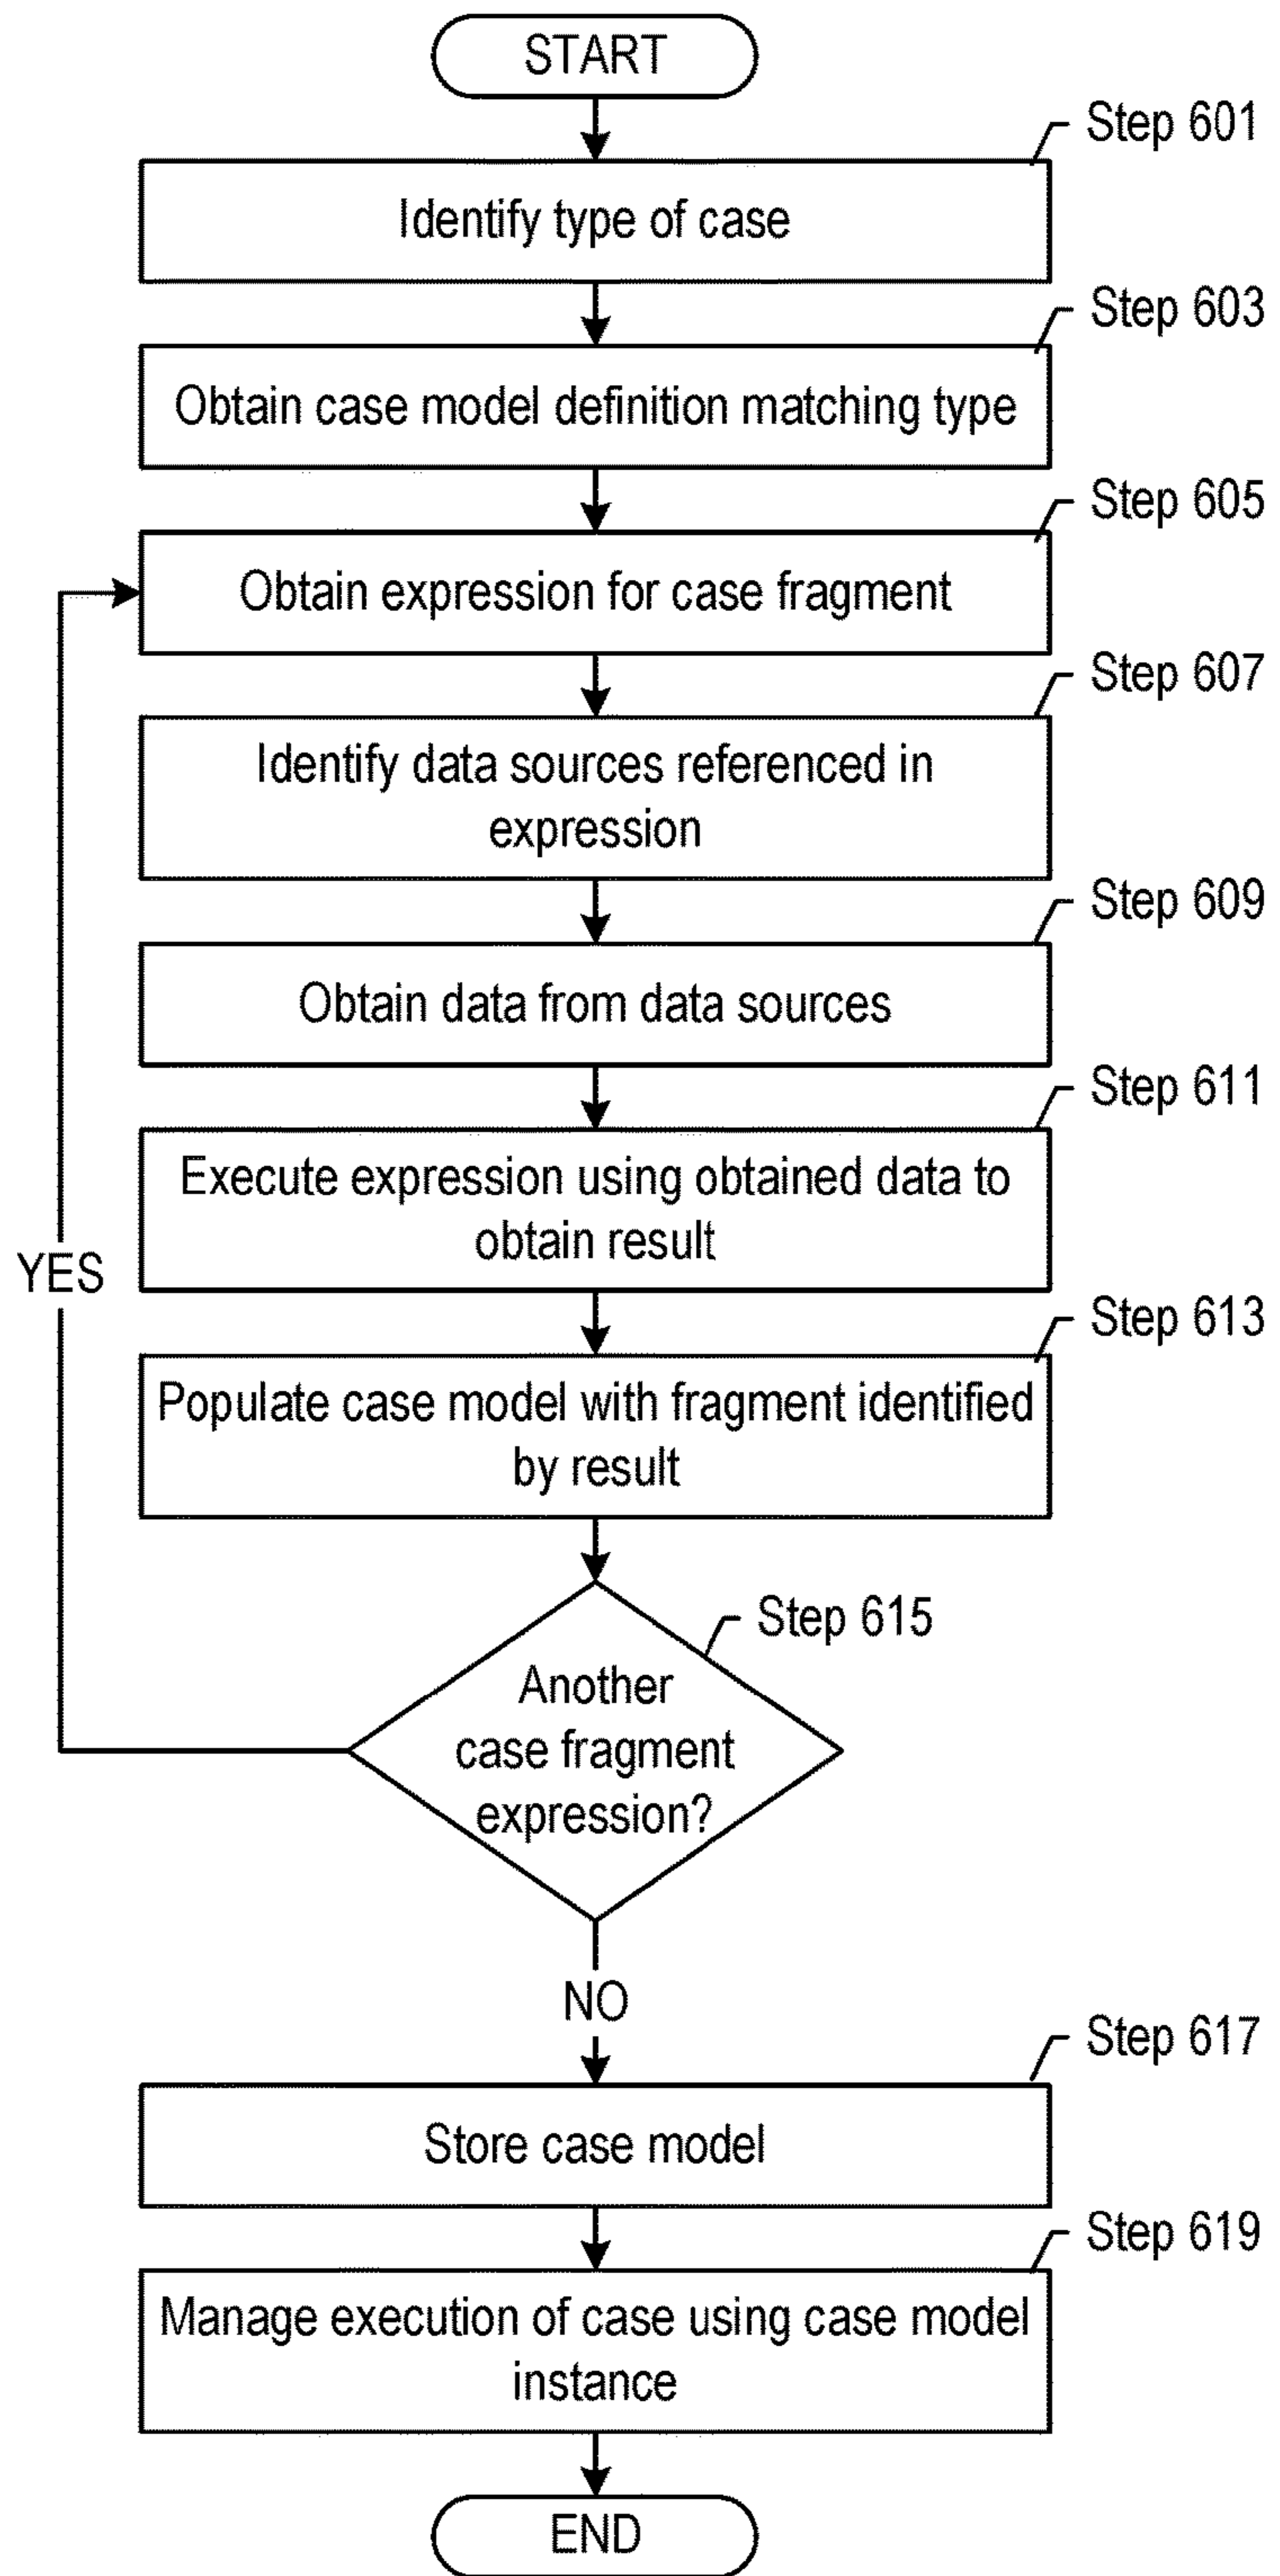 START
Step 601
Identify type of case
Step 603
Obtain case model definition matching type
Step 605
Obtain expression for case fragment
Step 607
Identify data sources referenced in
expression
Step 609
Obtain data from data sources
Step 611
Execute expression using obtained data to
obtain result
YES
Step 613
Populate case model with fragment identified
by result
Step 615
Another
case fragment
expression?
NO
Step 617
Store case model
Step 619
Manage execution of case using case model
instance
END